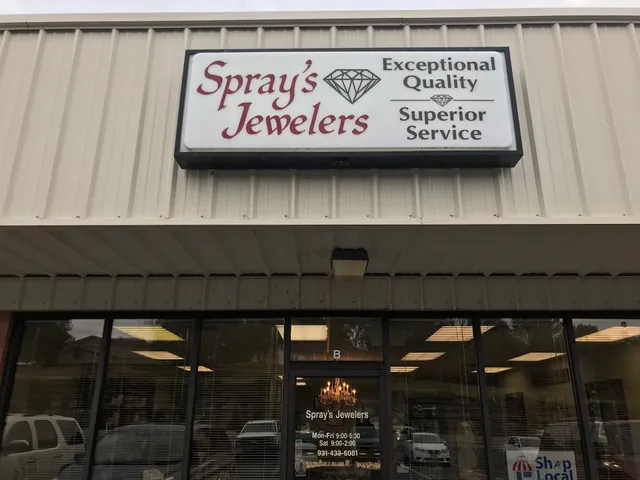 Spray's
Jewelers
Exceptional
Quality
Superior
Service
B
Spray's Jewelers
Mon-Fri 9:00-5:30
Sat 9:00-2:00
931-433-6081
Shop
Local